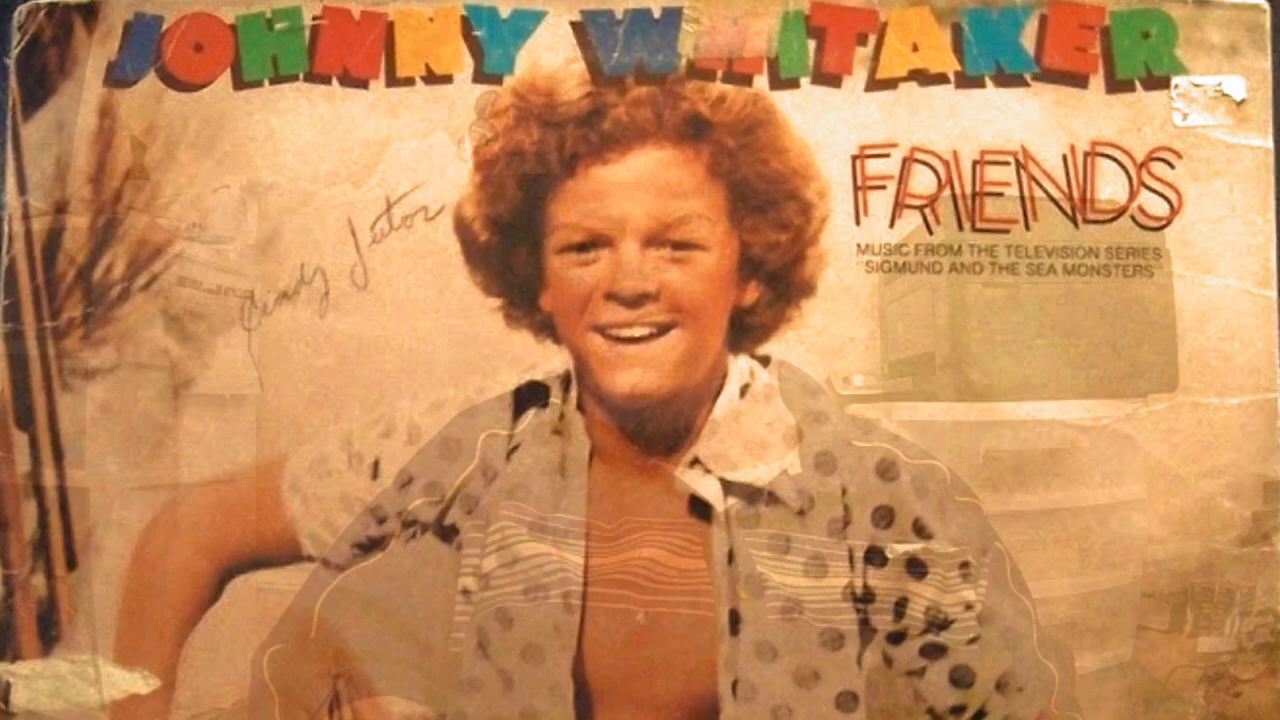 JOHNNY WHITAKER
FRIENDS
MUSIC FROM THE TELEVISION SERIES
"SIGMUND AND THE SEA MONSTERS"